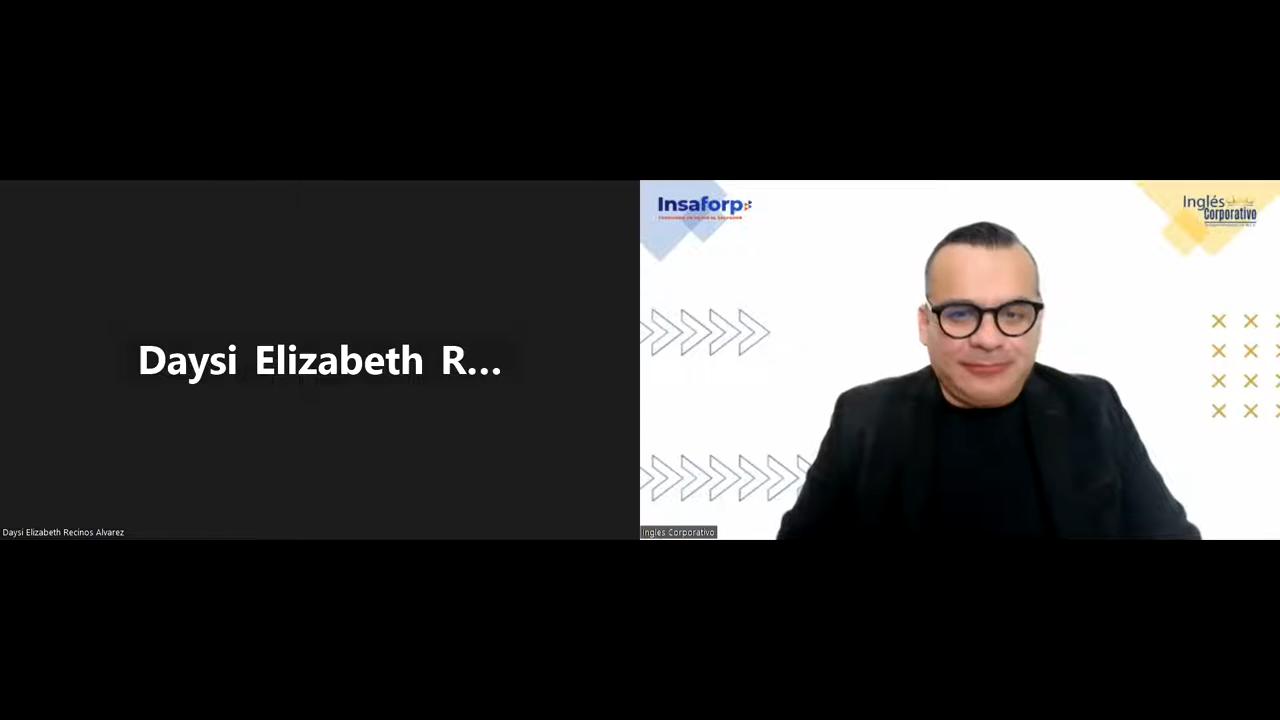 Daysi Elizabeth R...
Daysi Elizabeth Recinos Alvarez
Insaforp
Inglés
Corporativo
Ingles Corporativo